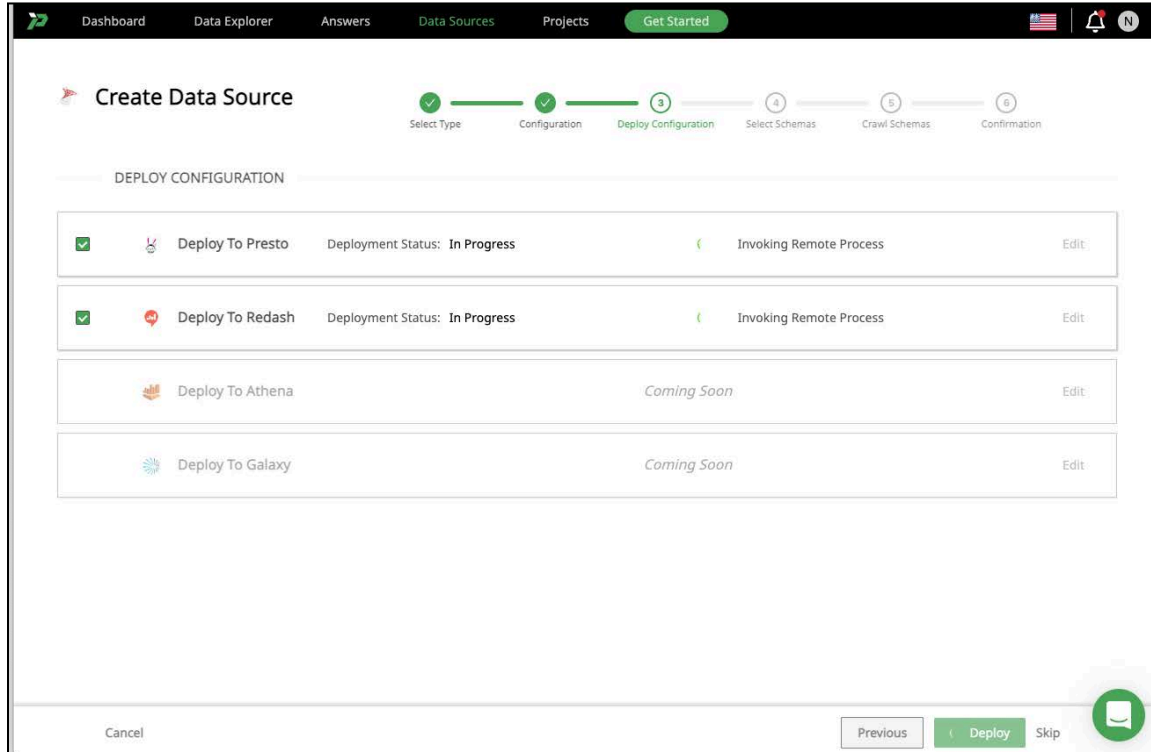 Dashboard Data Explorer Answers Data Sources Projects Get Started N
Create Data Source
3 4 5 6
Select Type Configuration Deploy Configuration Select Schemas Crawl Schemas Confirmation
DEPLOY CONFIGURATION
Deploy To Presto Deployment Status: In Progress Invoking Remote Process Edit
Deploy To Redash Deployment Status: In Progress Invoking Remote Process Edit
Deploy To Athena Coming Soon Edit
Deploy To Galaxy Coming Soon Edit
Cancel Previous Deploy Skip